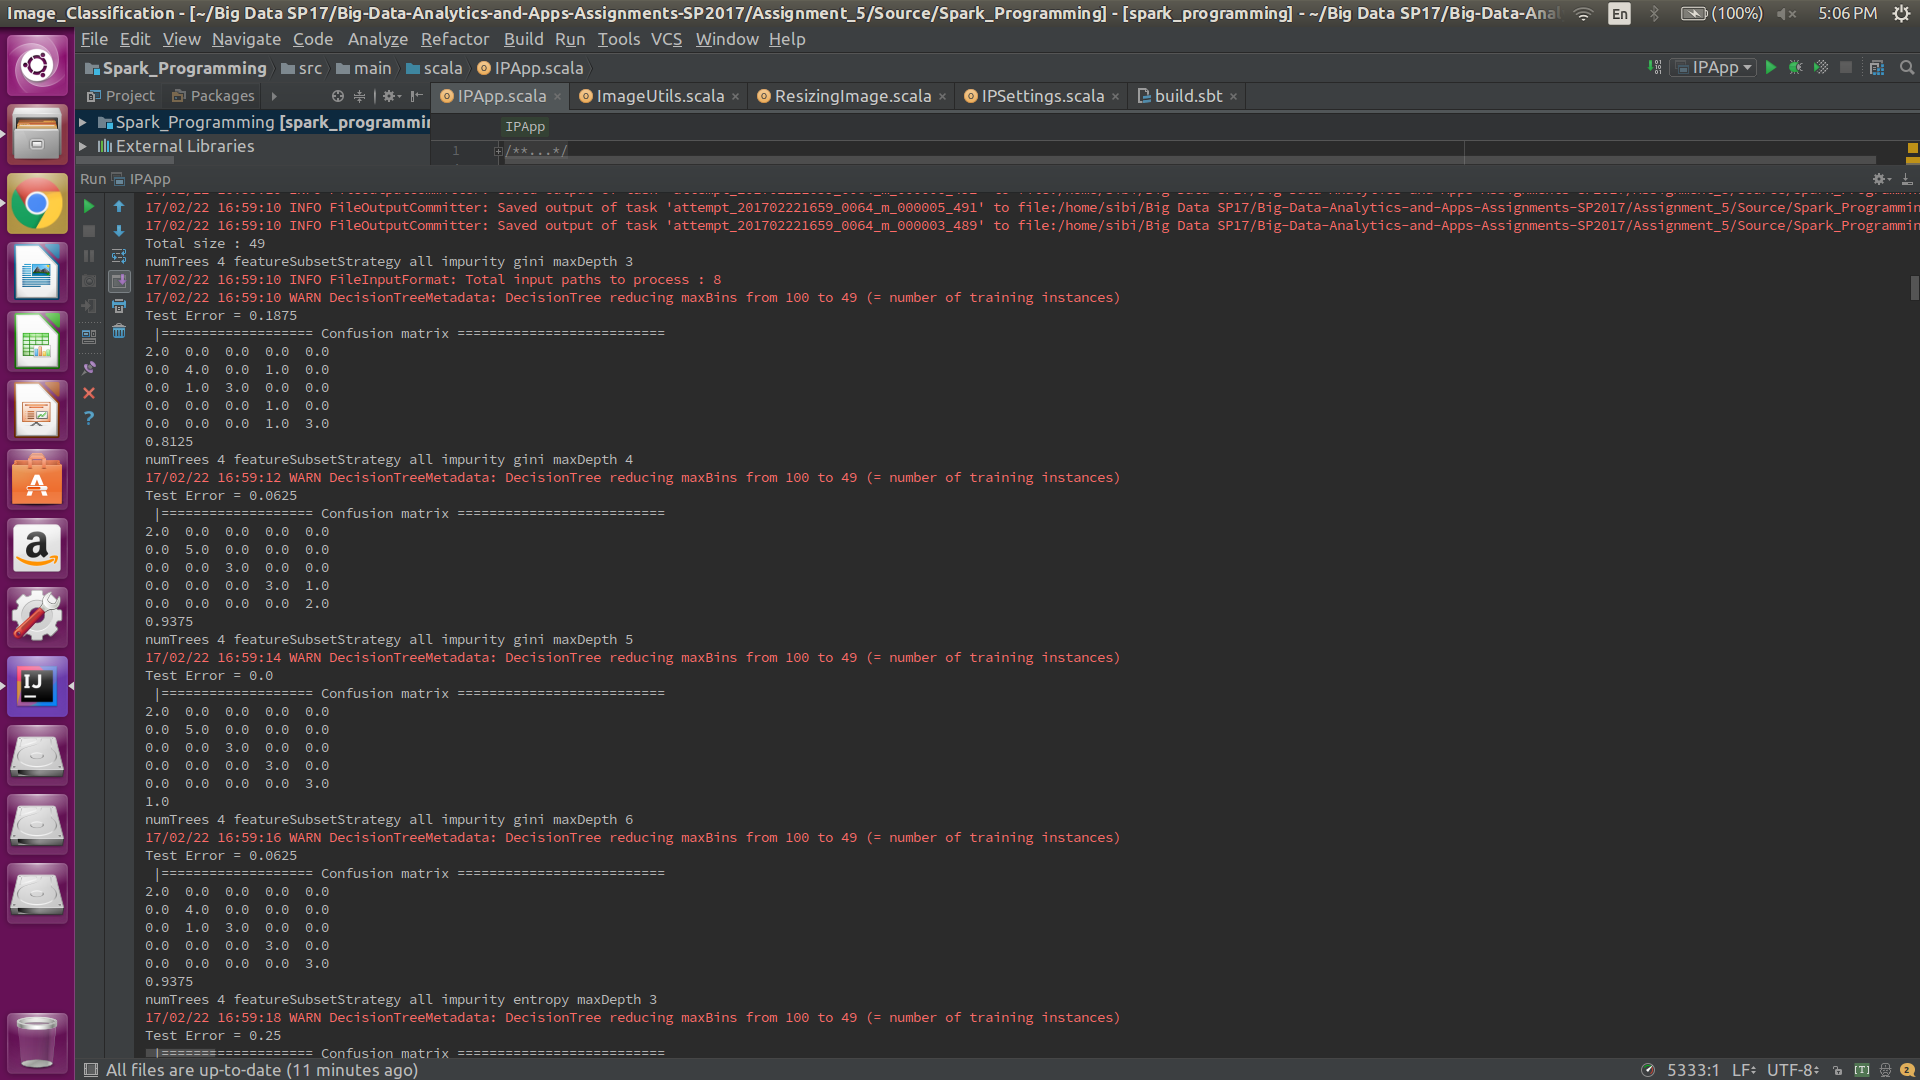 Image_Classification - [~/Big Data SP17/Big-Data-Analytics-and-Apps-Assignments-SP2017/Assignment_5/Source/Spark_Programming] - [spark_programming] - ~/Big Data SP17/Big-Data-Anal
En (100%) 5:06 PM
File Edit View Navigate Code Analyze Refactor Build Run Tools VCS Window Help
Spark_Programming src main scala IPApp.scala IPApp
Project Packages IPApp.scala × ImageUtils.scala × ResizingImage.scala × IPSettings.scala × build.sbt ×
Spark_Programming [spark_programmin
IPApp
External Libraries
1 /**...*/
Run IPApp
17/02/22 16:59:10 INFO FileOutputCommitter: Saved output of task 'attempt_201702221659_0064_m_000005_491' to file:/home/sibi/Big Data SP17/Big-Data-Analytics-and-Apps-Assignments-SP2017/Assignment_5/Source/Spark_Programmin
17/02/22 16:59:10 INFO FileOutputCommitter: Saved output of task 'attempt_201702221659_0064_m_000003_489' to file:/home/sibi/Big Data SP17/Big-Data-Analytics-and-Apps-Assignments-SP2017/Assignment_5/Source/Spark_Programmin
Total size : 49
numTrees 4 featureSubsetStrategy all impurity gini maxDepth 3
17/02/22 16:59:10 INFO FileInputFormat: Total input paths to process : 8
17/02/22 16:59:10 WARN DecisionTreeMetadata: DecisionTree reducing maxBins from 100 to 49 (= number of training instances)
Test Error = 0.1875
|=================== Confusion matrix ==========================
2.0 0.0 0.0 0.0 0.0
0.0 4.0 0.0 1.0 0.0
0.0 1.0 3.0 0.0 0.0
0.0 0.0 0.0 1.0 0.0
0.0 0.0 0.0 1.0 3.0
0.8125
numTrees 4 featureSubsetStrategy all impurity gini maxDepth 4
17/02/22 16:59:12 WARN DecisionTreeMetadata: DecisionTree reducing maxBins from 100 to 49 (= number of training instances)
Test Error = 0.0625
|=================== Confusion matrix ==========================
2.0 0.0 0.0 0.0 0.0
0.0 5.0 0.0 0.0 0.0
0.0 0.0 3.0 0.0 0.0
0.0 0.0 0.0 3.0 1.0
0.0 0.0 0.0 0.0 2.0
0.9375
numTrees 4 featureSubsetStrategy all impurity gini maxDepth 5
17/02/22 16:59:14 WARN DecisionTreeMetadata: DecisionTree reducing maxBins from 100 to 49 (= number of training instances)
Test Error = 0.0
|=================== Confusion matrix ==========================
2.0 0.0 0.0 0.0 0.0
0.0 5.0 0.0 0.0 0.0
0.0 0.0 3.0 0.0 0.0
0.0 0.0 0.0 3.0 0.0
0.0 0.0 0.0 0.0 3.0
1.0
numTrees 4 featureSubsetStrategy all impurity gini maxDepth 6
17/02/22 16:59:16 WARN DecisionTreeMetadata: DecisionTree reducing maxBins from 100 to 49 (= number of training instances)
Test Error = 0.0625
|=================== Confusion matrix ==========================
2.0 0.0 0.0 0.0 0.0
0.0 4.0 0.0 0.0 0.0
0.0 1.0 3.0 0.0 0.0
0.0 0.0 0.0 3.0 0.0
0.0 0.0 0.0 0.0 3.0
0.9375
numTrees 4 featureSubsetStrategy all impurity entropy maxDepth 3
17/02/22 16:59:18 WARN DecisionTreeMetadata: DecisionTree reducing maxBins from 100 to 49 (= number of training instances)
Test Error = 0.25
|=================== Confusion matrix ==========================
All files are up-to-date (11 minutes ago) 5333:1 LF UTF-8 [T] 2